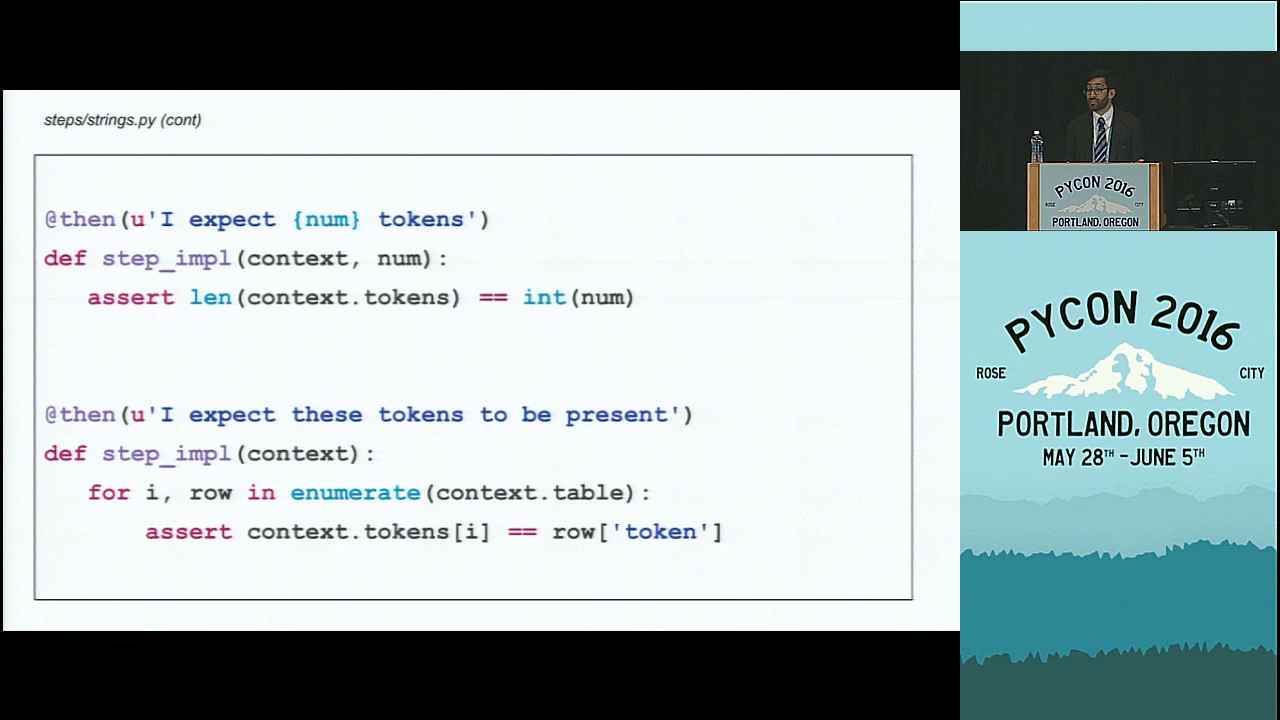 steps/strings.py (cont)
@then(u'I expect {num} tokens')
def step_impl(context, num):
assert len(context.tokens) == int(num)
@then(u'I expect these tokens to be present')
def step_impl(context):
for i, row in enumerate(context.table):
assert context.tokens[i] == row['token']
PYCON 2016
ROSE CITY
PORTLAND, OREGON
PYCON 2016
ROSE CITY
PORTLAND, OREGON
MAY 28TH - JUNE 5TH